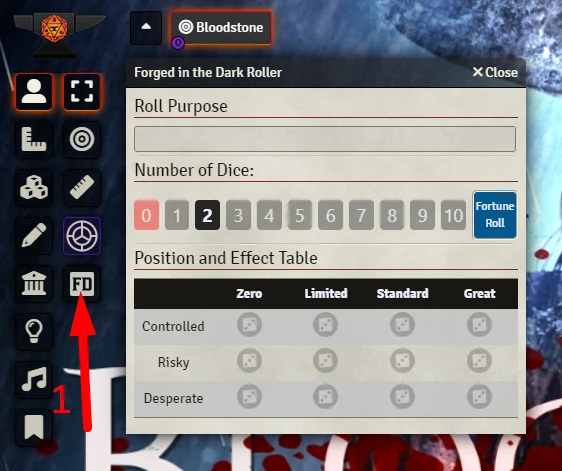 Bloodstone
0
Forged in the Dark Roller
Close
Roll Purpose
Number of Dice:
0 1 2 3 4 5 6 7 8 9 10
Fortune
Roll
Position and Effect Table
Zero Limited Standard Great
Controlled
Risky
Desperate
FD
1